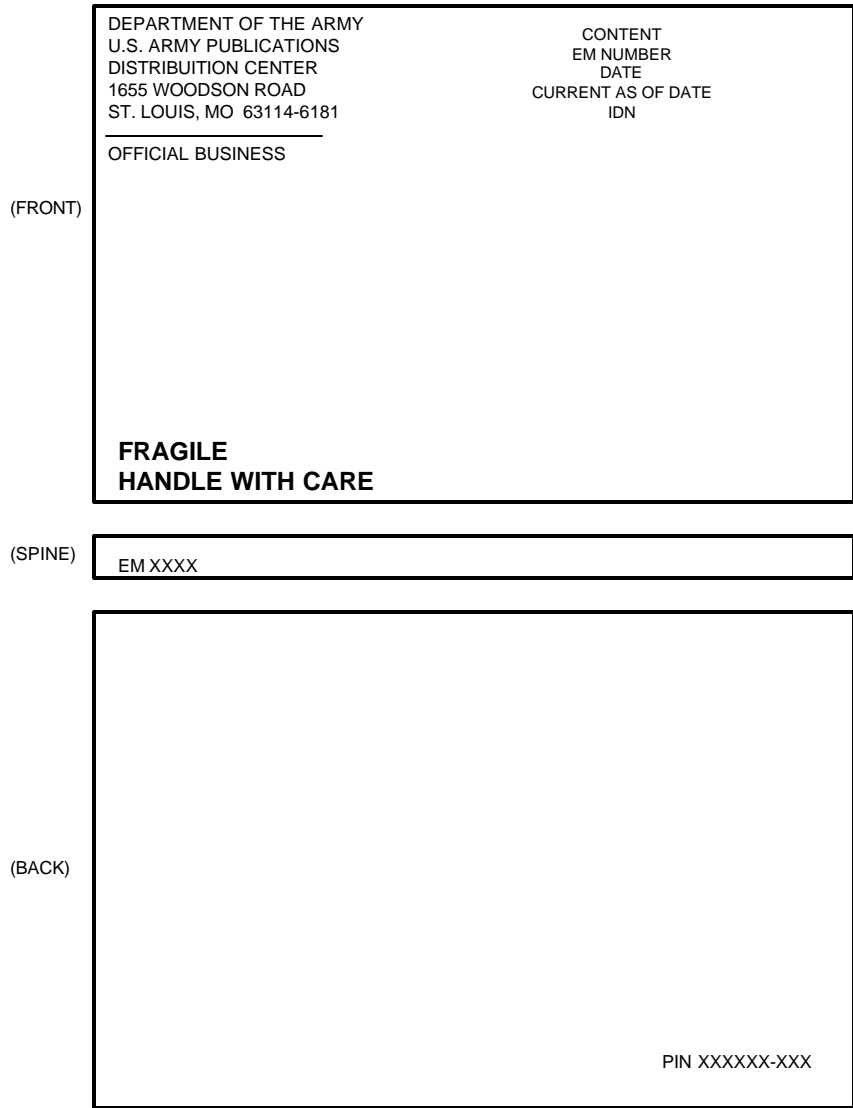 DEPARTMENT OF THE ARMY
U.S. ARMY PUBLICATIONS
DISTRIBUITION CENTER
1655 WOODSON ROAD
ST. LOUIS, MO 63114-6181
OFFICIAL BUSINESS
CONTENT
EM NUMBER
DATE
CURRENT AS OF DATE
IDN
(FRONT)
FRAGILE
HANDLE WITH CARE
(SPINE)
EM XXXX
(BACK)
PIN XXXXXX-XXX